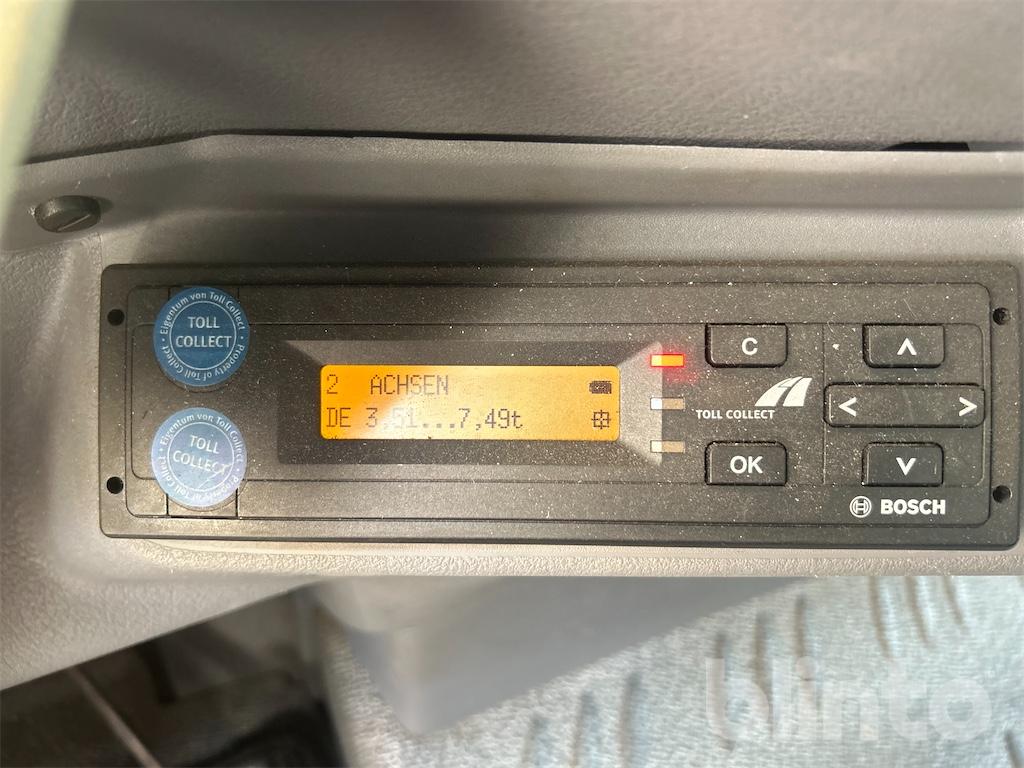 Eigentum von Toll Collect
TOLL
COLLECT
Property of Toll Collect
Eigentum von Toll Collect
TOLL
COLLECT
Property of Toll Collect
2 ACHSEN
DE 3,51...7,49t
C
TOLL COLLECT
OK
BOSCH
blinto